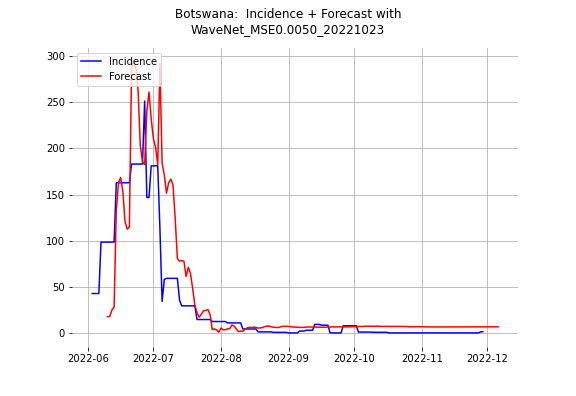 Botswana:  Incidence + Forecast with
WaveNet_MSE0.0050_20221023
Incidence
Forecast
300
250
200
150
100
50
0
2022-06 2022-07 2022-08 2022-09 2022-10 2022-11 2022-12